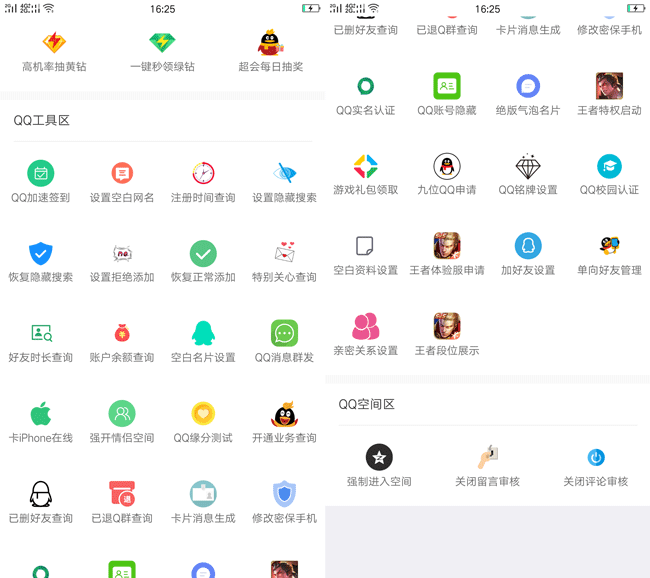 16:25
高机率抽黄钻 一键秒领绿钻 超会每日抽奖
QQ工具区
QQ加速签到 设置空白网名 注册时间查询 设置隐藏搜索
恢复隐藏搜索 设置拒绝添加 恢复正常添加 特别关心查询
好友时长查询 账户余额查询 空白名片设置 QQ消息群发
卡iPhone在线 强开情侣空间 QQ缘分测试 开通业务查询
退
已删好友查询 已退Q群查询 卡片消息生成 修改密保手机
16:25
已删好友查询 已退Q群查询 卡片消息生成 修改密保手机
QQ实名认证 QQ账号隐藏 绝版气泡名片 王者特权启动
游戏礼包领取 九位QQ申请 QQ铭牌设置 QQ校园认证
空白资料设置 王者体验服申请 加好友设置 单向好友管理
亲密关系设置 王者段位展示
QQ空间区
强制进入空间 关闭留言审核 关闭评论审核